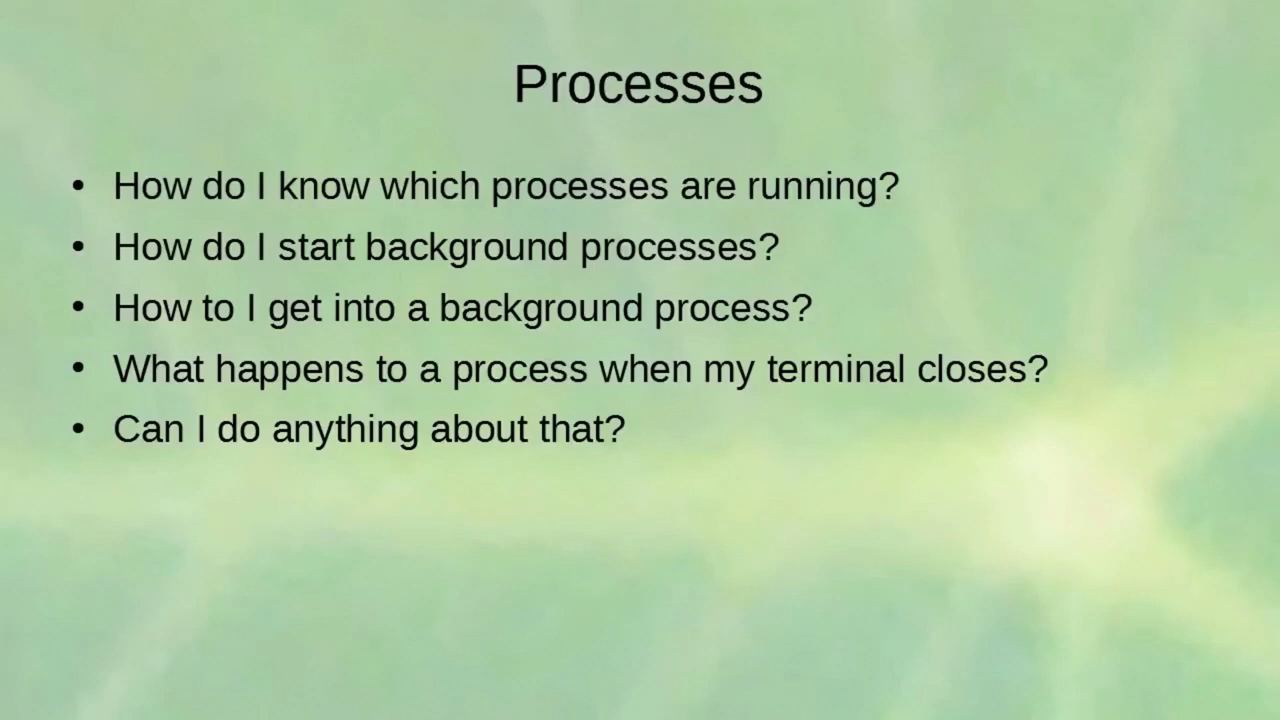 Processes
• How do I know which processes are running?
• How do I start background processes?
• How to I get into a background process?
• What happens to a process when my terminal closes?
• Can I do anything about that?